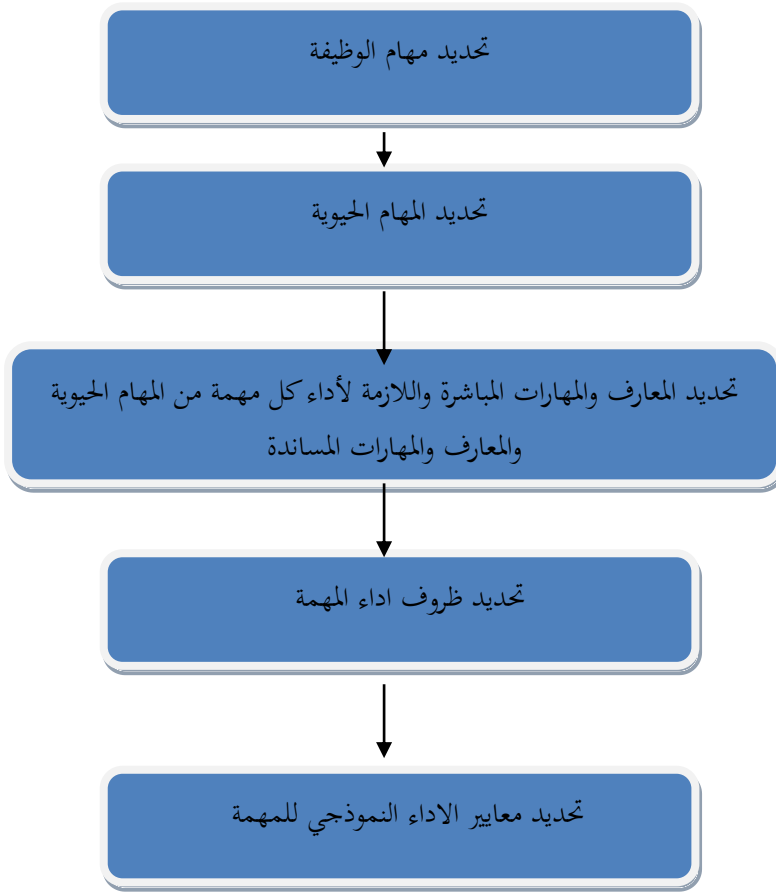 تحديد مهام الوظيفة
تحديد المهام الحيوية
تحديد المعارف والمهارات المباشرة واللازمة لأداء كل مهمة من المهام الحيوية
والمعارف والمهارات المساندة
تحديد ظروف اداء المهمة
تحديد معايير الاداء النموذجي للمهمة